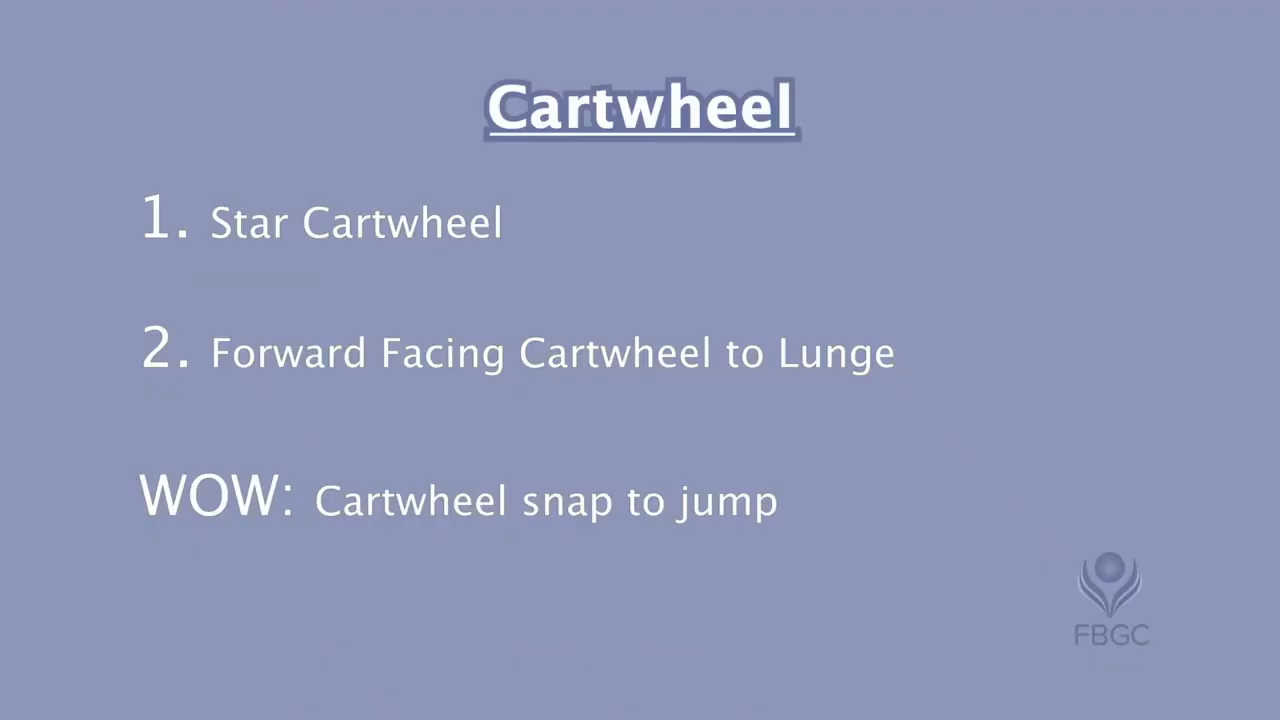 Cartwheel
1. Star Cartwheel
2. Forward Facing Cartwheel to Lunge
WOW: Cartwheel snap to jump
FBGC